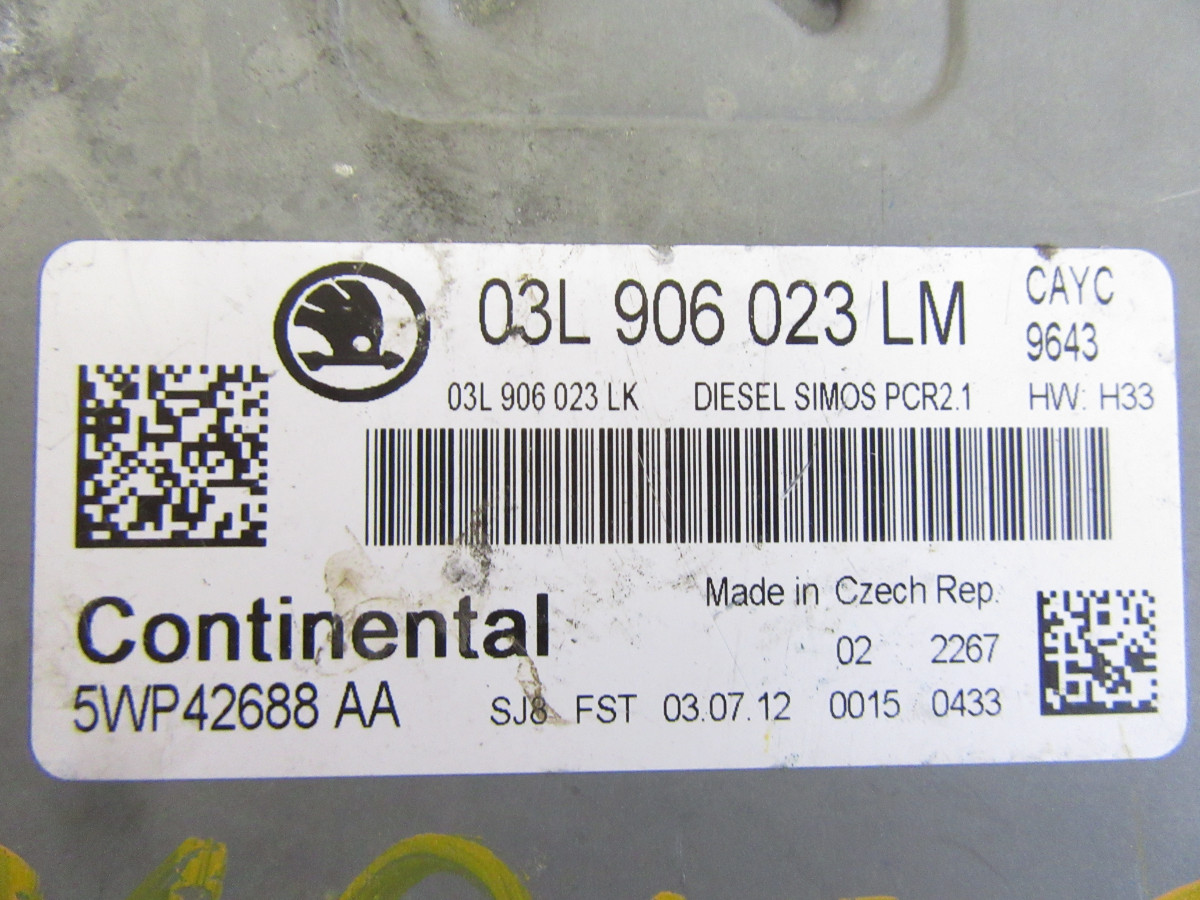 03L 906 023 LM
CAYC
9643
03L 906 023 LK DIESEL SIMOS PCR2.1 HW: H33
Made in Czech Rep.
Continental
02 2267
5WP42688 AA SJ8 FST 03.07.12 0015 0433